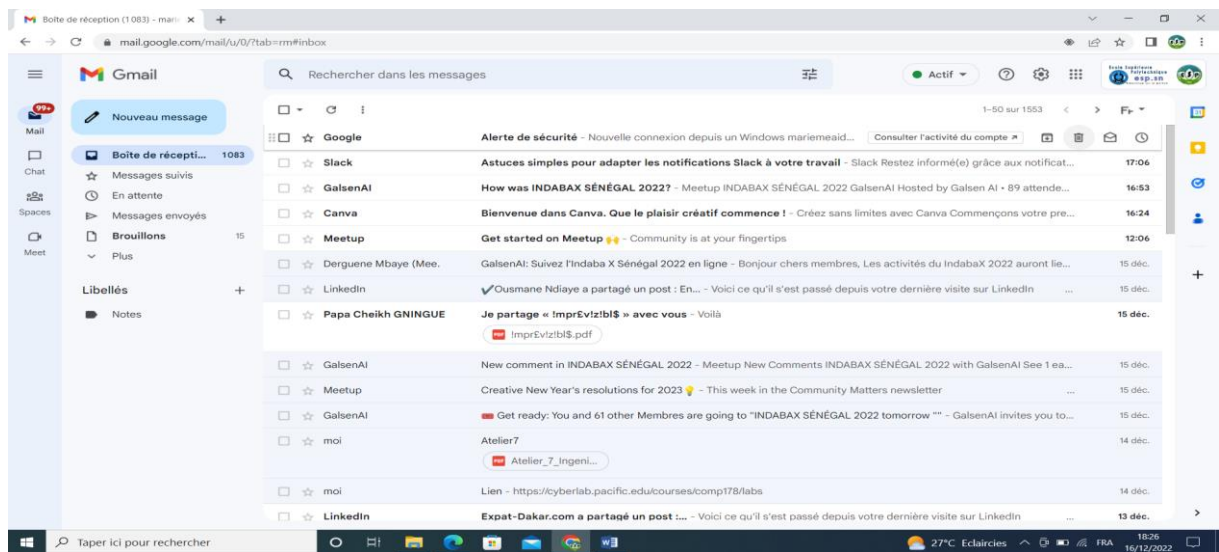 Boîte de réception (1 083) - mari
mail.google.com/mail/u/0/?tab=rm#inbox
Gmail
Rechercher dans les messages
Actif
esp.sn
99+
Mail
Chat
Spaces
Meet
Nouveau message
Boîte de récepti... 1083
Messages suivis
En attente
Messages envoyés
Brouillons 15
Plus
Libellés
Notes
1–50 sur 1553
Google Alerte de sécurité - Nouvelle connexion depuis un Windows mariemeaid... Consulter l'activité du compte
Slack Astuces simples pour adapter les notifications Slack à votre travail - Slack Restez informé(e) grâce aux notificat... 17:06
GalsenAI How was INDABAX SÉNÉGAL 2022? - Meetup INDABAX SÉNÉGAL 2022 GalsenAI Hosted by Galsen AI • 89 attende... 16:53
Canva Bienvenue dans Canva. Que le plaisir créatif commence ! - Créez sans limites avec Canva Commençons votre pre... 16:24
Meetup Get started on Meetup 🙌 - Community is at your fingertips 12:06
Derguene Mbaye (Mee. GalsenAI: Suivez l'Indaba X Sénégal 2022 en ligne - Bonjour chers membres, Les activités du IndabaX 2022 auront lie... 15 déc.
LinkedIn ✔Ousmane Ndiaye a partagé un post : En... - Voici ce qu'il s'est passé depuis votre dernière visite sur LinkedIn ... 15 déc.
Papa Cheikh GNINGUE Je partage « !mpr£v!z!bl$ » avec vous - Voilà 15 déc.
PDF !mpr£v!z!bl$.pdf
GalsenAI New comment in INDABAX SÉNÉGAL 2022 - Meetup New Comments INDABAX SÉNÉGAL 2022 with GalsenAI See 1 ea... 15 déc.
Meetup Creative New Year's resolutions for 2023💡 - This week in the Community Matters newsletter ... 15 déc.
GalsenAI 🎟 Get ready: You and 61 other Membres are going to "INDABAX SÉNÉGAL 2022 tomorrow "" - GalsenAI invites you to... 15 déc.
moi Atelier7 14 déc.
PDF Atelier_7_Ingeni...
moi Lien - https://cyberlab.pacific.edu/courses/comp178/labs 14 déc.
LinkedIn Expat-Dakar.com a partagé un post :... - Voici ce qu'il s'est passé depuis votre dernière visite sur LinkedIn ... 13 déc.
Taper ici pour rechercher
27°C Eclaircies
FRA
18:26
16/12/2022